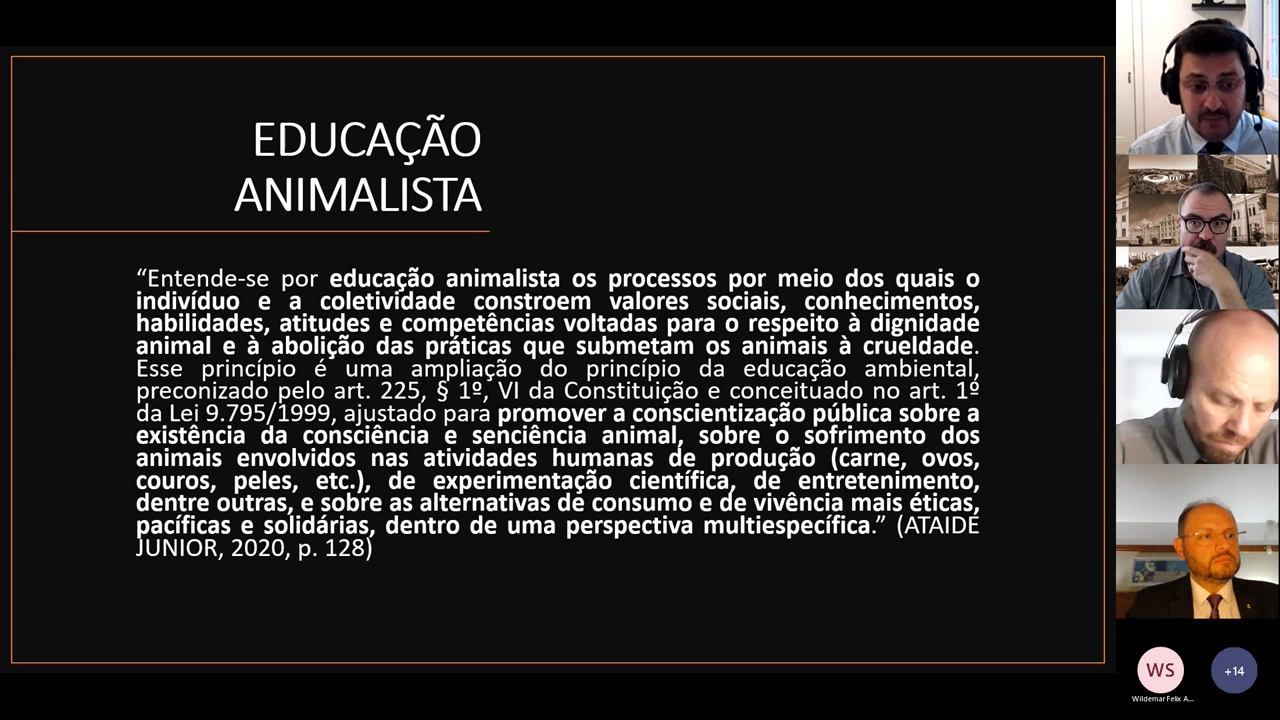 EDUCAÇÃO
ANIMALISTA
“Entende-se por educação animalista os processos por meio dos quais o
indivíduo e a coletividade constroem valores sociais, conhecimentos,
habilidades, atitudes e competências voltadas para o respeito à dignidade
animal e à abolição das práticas que submetam os animais à crueldade.
Esse princípio é uma ampliação do princípio da educação ambiental,
preconizado pelo art. 225, § 1º, VI da Constituição e conceituado no art. 1º
da Lei 9.795/1999, ajustado para promover a conscientização pública sobre a
existência da consciência e senciência animal, sobre o sofrimento dos
animais envolvidos nas atividades humanas de produção (carne, ovos,
couros, peles, etc.), de experimentação científica, de entretenimento,
dentre outras, e sobre as alternativas de consumo e de vivência mais éticas,
pacíficas e solidárias, dentro de uma perspectiva multiespecífica.” (ATAIDE
JUNIOR, 2020, p. 128)
WS
+14
Wildemar Felix A...